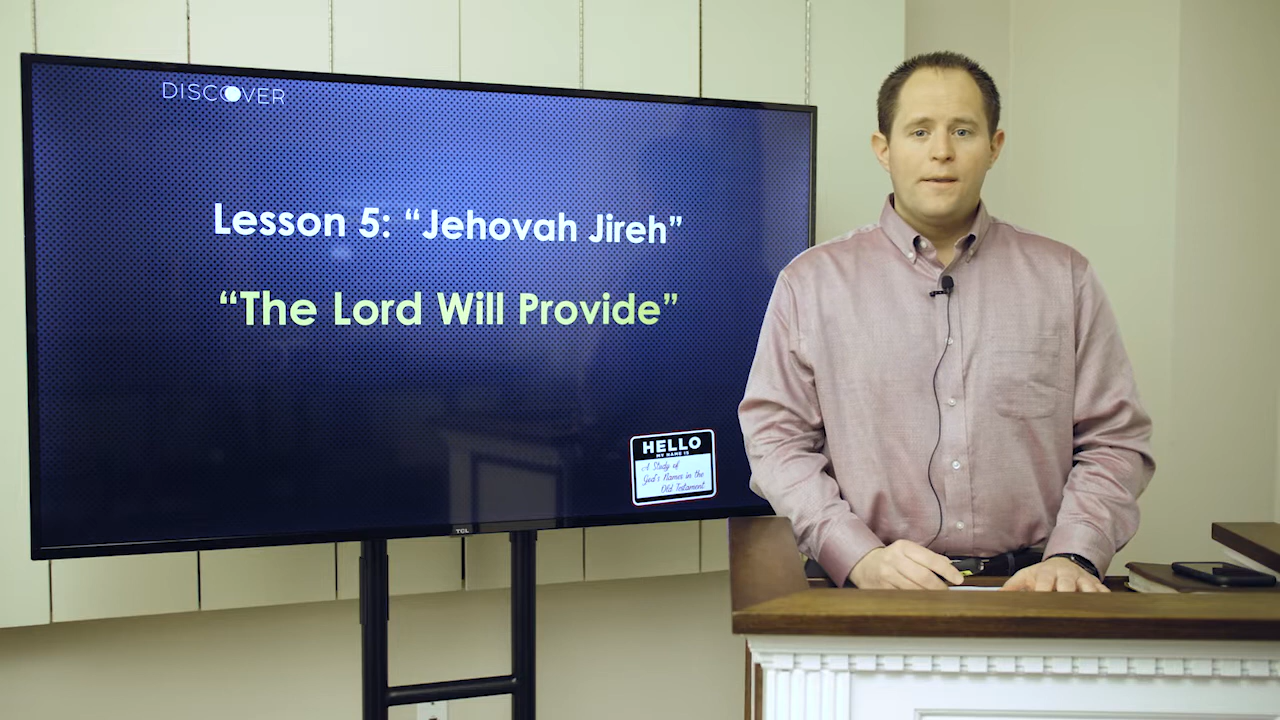 DISCOVER
Lesson 5: “Jehovah Jireh”
“The Lord Will Provide”
HELLO
MY NAME IS
A Study of
God's Names in the
Old Testament
TCL